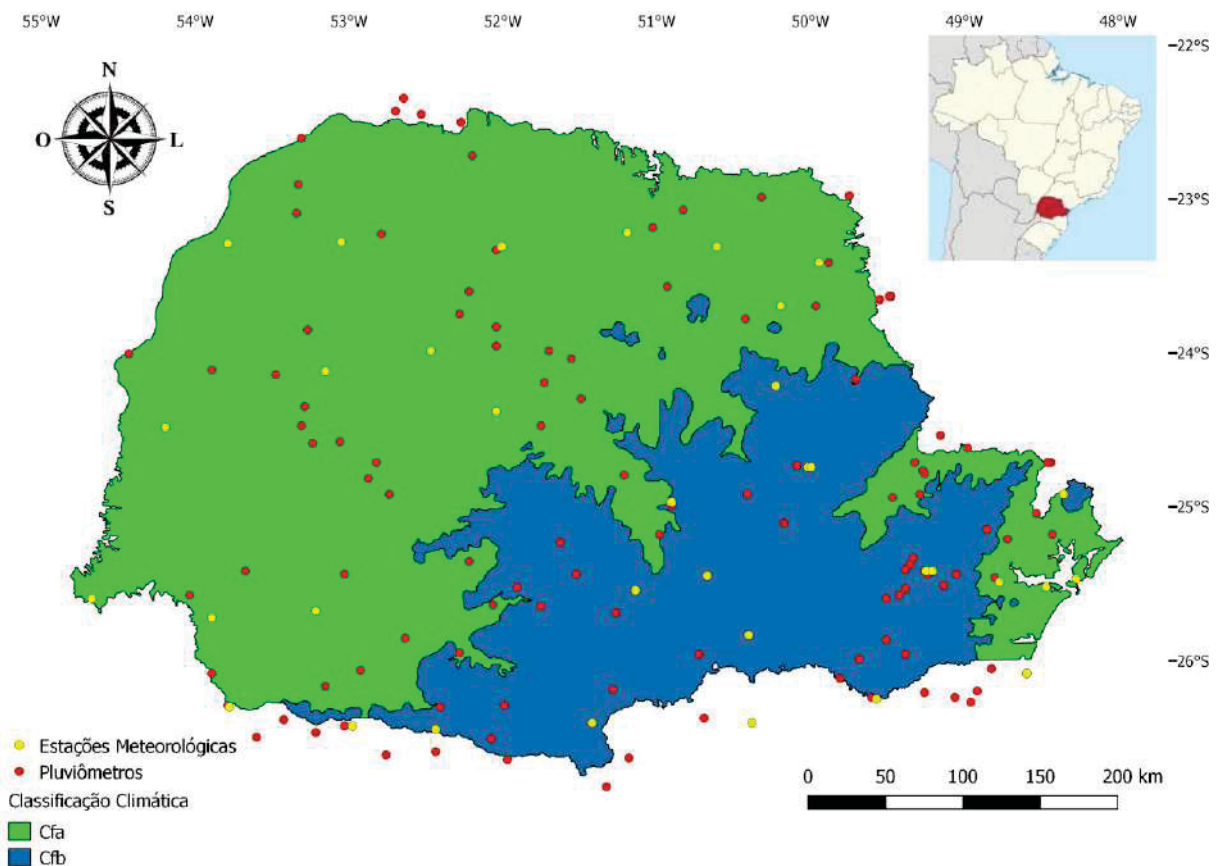 55°W 54°W 53°W 52°W 51°W 50°W 49°W 48°W
−22°S
N
O L
S
−23°S
−24°S
−25°S
−26°S
Estações Meteorológicas
Pluviômetros
Classificação Climática
Cfa
Cfb
0 50 100 150 200 km